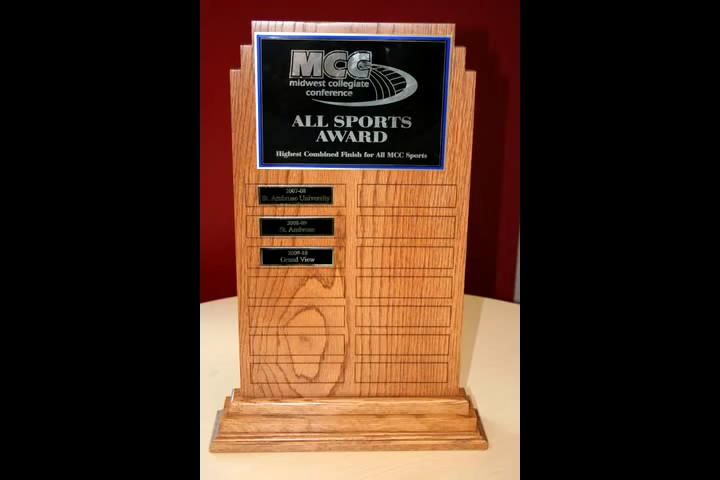 MCC
midwest collegiate
conference
ALL SPORTS
AWARD
Highest Combined Finish for All MCC Sports
2007-08
St. Ambrose University
2008-09
St. Ambrose
2009-10
Grand View